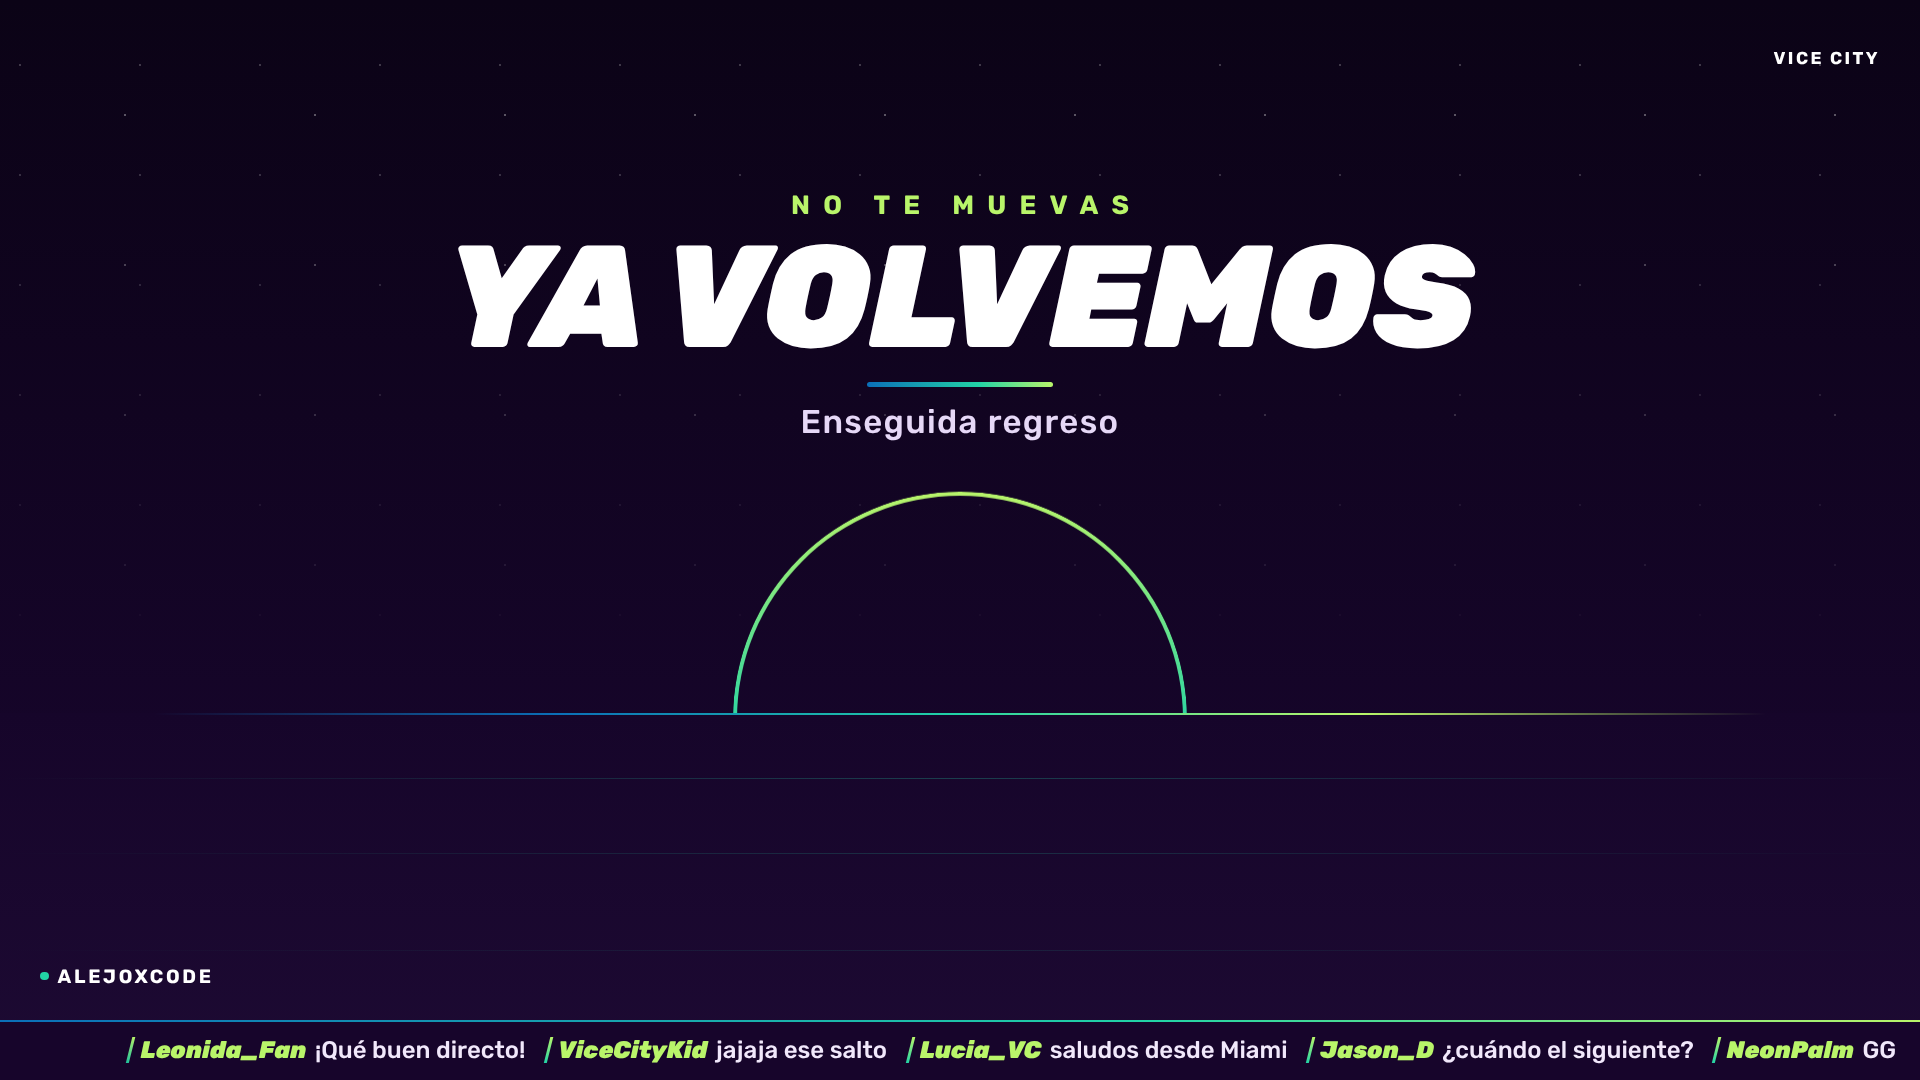 VICE CITY
NO TE MUEVAS
YA VOLVEMOS
Enseguida regreso
ALEJOXCODE
/ Leonida_Fan ¡Qué buen directo! / ViceCityKid jajaja ese salto / Lucia_VC saludos desde Miami / Jason_D ¿cuándo el siguiente? / NeonPalm GG